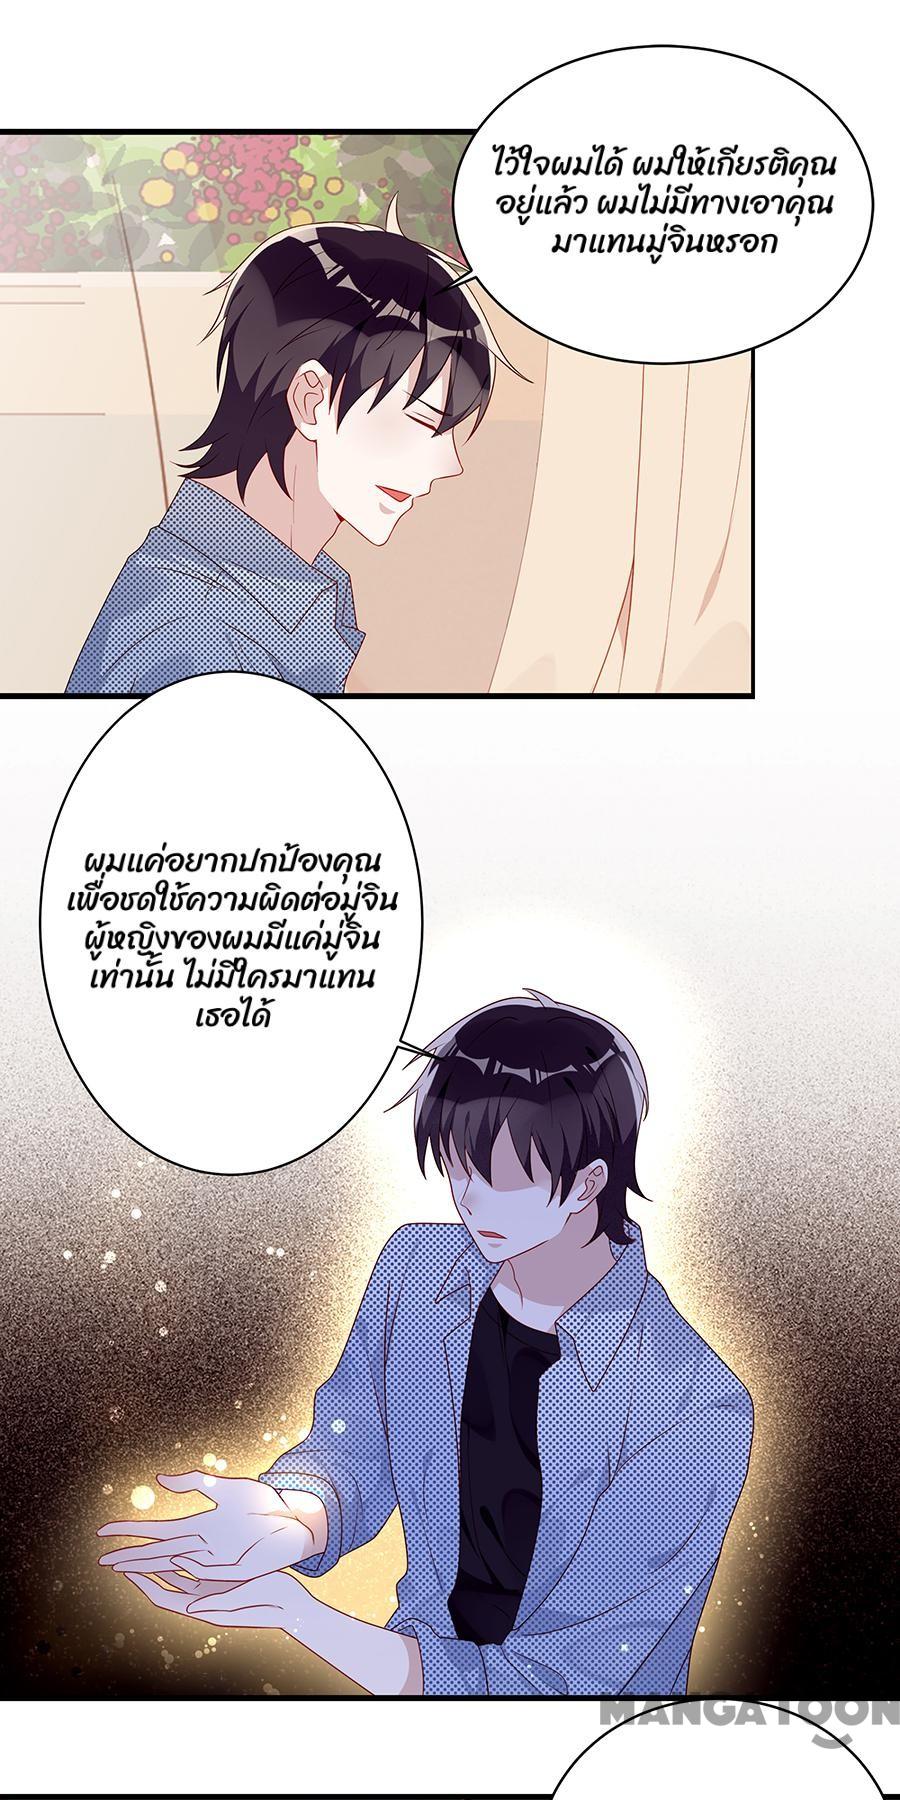 ไว้ใจผมได้ ผมให้เกียรติคุณ
อยู่แล้ว ผมไม่มีทางเอาคุณ
มาแทนมู่จินหรอก
ผมแค่อยากปกป้องคุณ
เพื่อชดใช้ความผิดต่อมู่จิน
ผู้หญิงของผมมีแค่มู่จิน
เท่านั้น ไม่มีใครมาแทน
เธอได้
MANGATOON